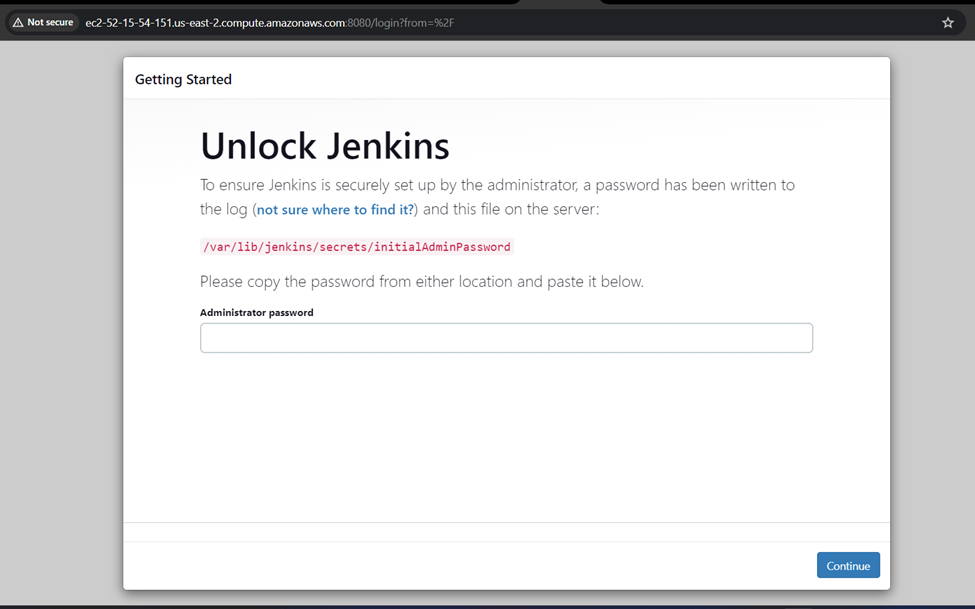 Not secure ec2-52-15-54-151.us-east-2.compute.amazonaws.com:8080/login?from=%2F
Getting Started
Unlock Jenkins
To ensure Jenkins is securely set up by the administrator, a password has been written to
the log (not sure where to find it?) and this file on the server:
/var/lib/jenkins/secrets/initialAdminPassword
Please copy the password from either location and paste it below.
Administrator password
Continue